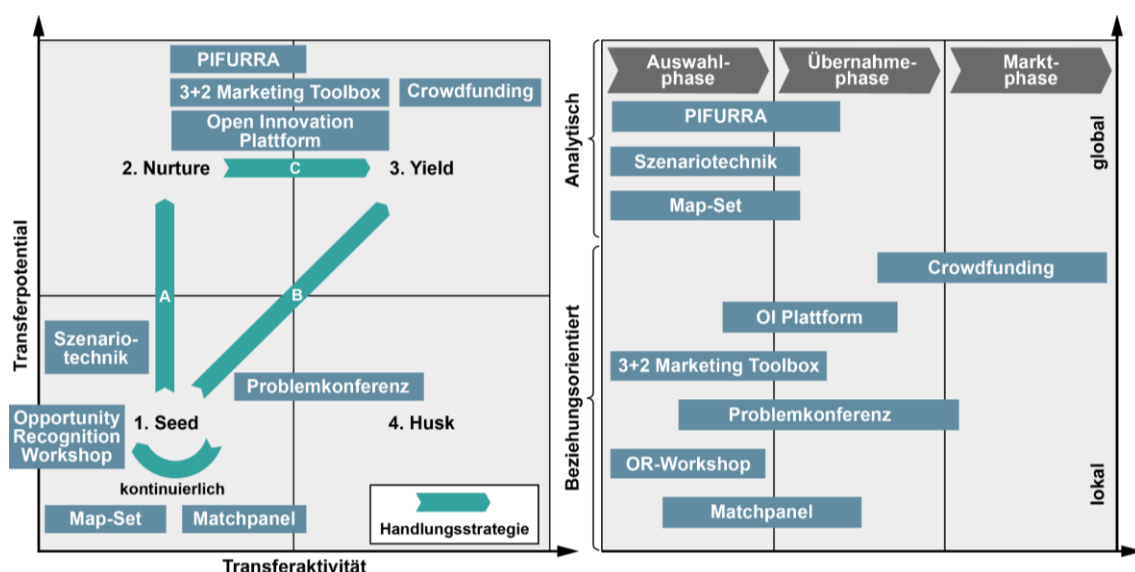 PIFURRA
3+2 Marketing Toolbox
Crowdfunding
Open Innovation
Plattform
2. Nurture
C
3. Yield
A
B
Szenario-
technik
Problemkonferenz
Opportunity
Recognition
Workshop
1. Seed
4. Husk
kontinuierlich
Map-Set
Matchpanel
Handlungsstrategie
Transferpotential
Transferaktivität
Auswahl-
phase
Übernahme-
phase
Markt-
phase
Analytisch
global
PIFURRA
Szenariotechnik
Map-Set
Beziehungsorientiert
lokal
Crowdfunding
OI Plattform
3+2 Marketing Toolbox
Problemkonferenz
OR-Workshop
Matchpanel